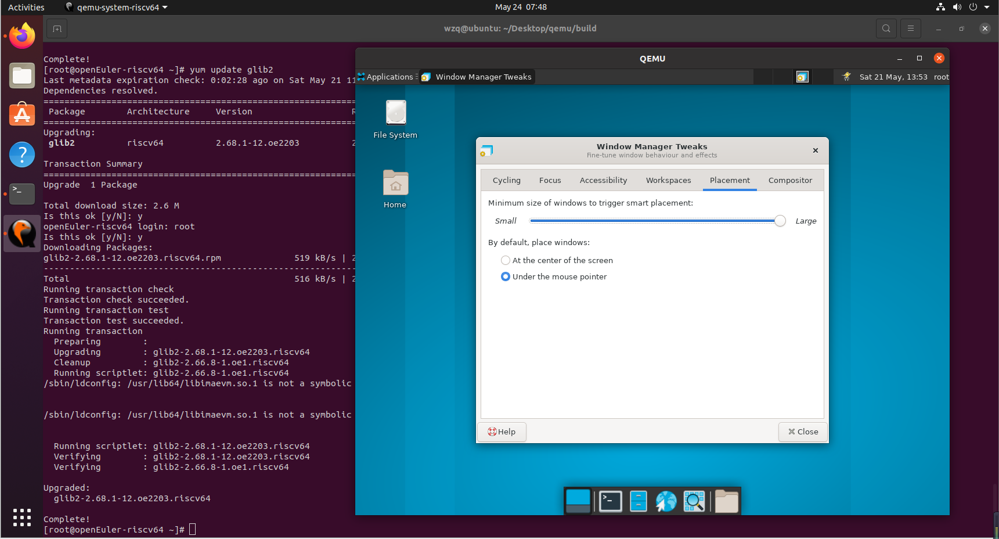 Activities
qemu-system-riscv64
May 24 07:48
wzq@ubuntu: ~/Desktop/qemu/build
Complete!
[root@openEuler-riscv64 ~]# yum update glib2
Last metadata expiration check: 0:02:28 ago on Sat May 21 11
Dependencies resolved.
================================================================
Package Architecture Version R
================================================================
Upgrading:
glib2 riscv64 2.68.1-12.oe2203 2
Transaction Summary
================================================================
Upgrade 1 Package
Total download size: 2.6 M
Is this ok [y/N]: y
openEuler-riscv64 login: root
Is this ok [y/N]: y
Downloading Packages:
glib2-2.68.1-12.oe2203.riscv64.rpm 519 kB/s | 2
----------------------------------------------------------------
Total 516 kB/s | 2
Running transaction check
Transaction check succeeded.
Running transaction test
Transaction test succeeded.
Running transaction
Preparing :
Upgrading : glib2-2.68.1-12.oe2203.riscv64
Cleanup : glib2-2.66.8-1.oe1.riscv64
Running scriptlet: glib2-2.66.8-1.oe1.riscv64
/sbin/ldconfig: /usr/lib64/libimaevm.so.1 is not a symbolic
/sbin/ldconfig: /usr/lib64/libimaevm.so.1 is not a symbolic
Running scriptlet: glib2-2.68.1-12.oe2203.riscv64
Verifying : glib2-2.68.1-12.oe2203.riscv64
Verifying : glib2-2.66.8-1.oe1.riscv64
Upgraded:
glib2-2.68.1-12.oe2203.riscv64
Complete!
[root@openEuler-riscv64 ~]#
QEMU
Applications
Window Manager Tweaks
Sat 21 May, 13:53
root
File System
Home
Window Manager Tweaks
Fine-tune window behaviour and effects
Cycling
Focus
Accessibility
Workspaces
Placement
Compositor
Minimum size of windows to trigger smart placement:
Small
Large
By default, place windows:
At the center of the screen
Under the mouse pointer
Help
Close